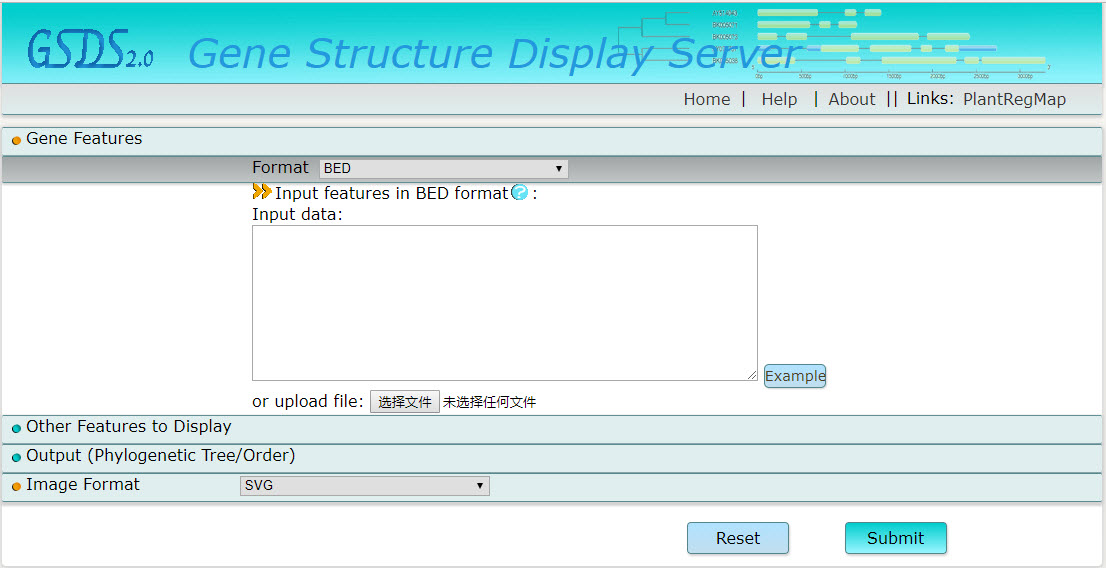 GSDS2.0
Gene Structure Display Server
Home | Help | About || Links: PlantRegMap
Gene Features
Format BED
Input features in BED format ? :
Input data:
Example
or upload file: 选择文件 未选择任何文件
Other Features to Display
Output (Phylogenetic Tree/Order)
Image Format SVG
Reset Submit